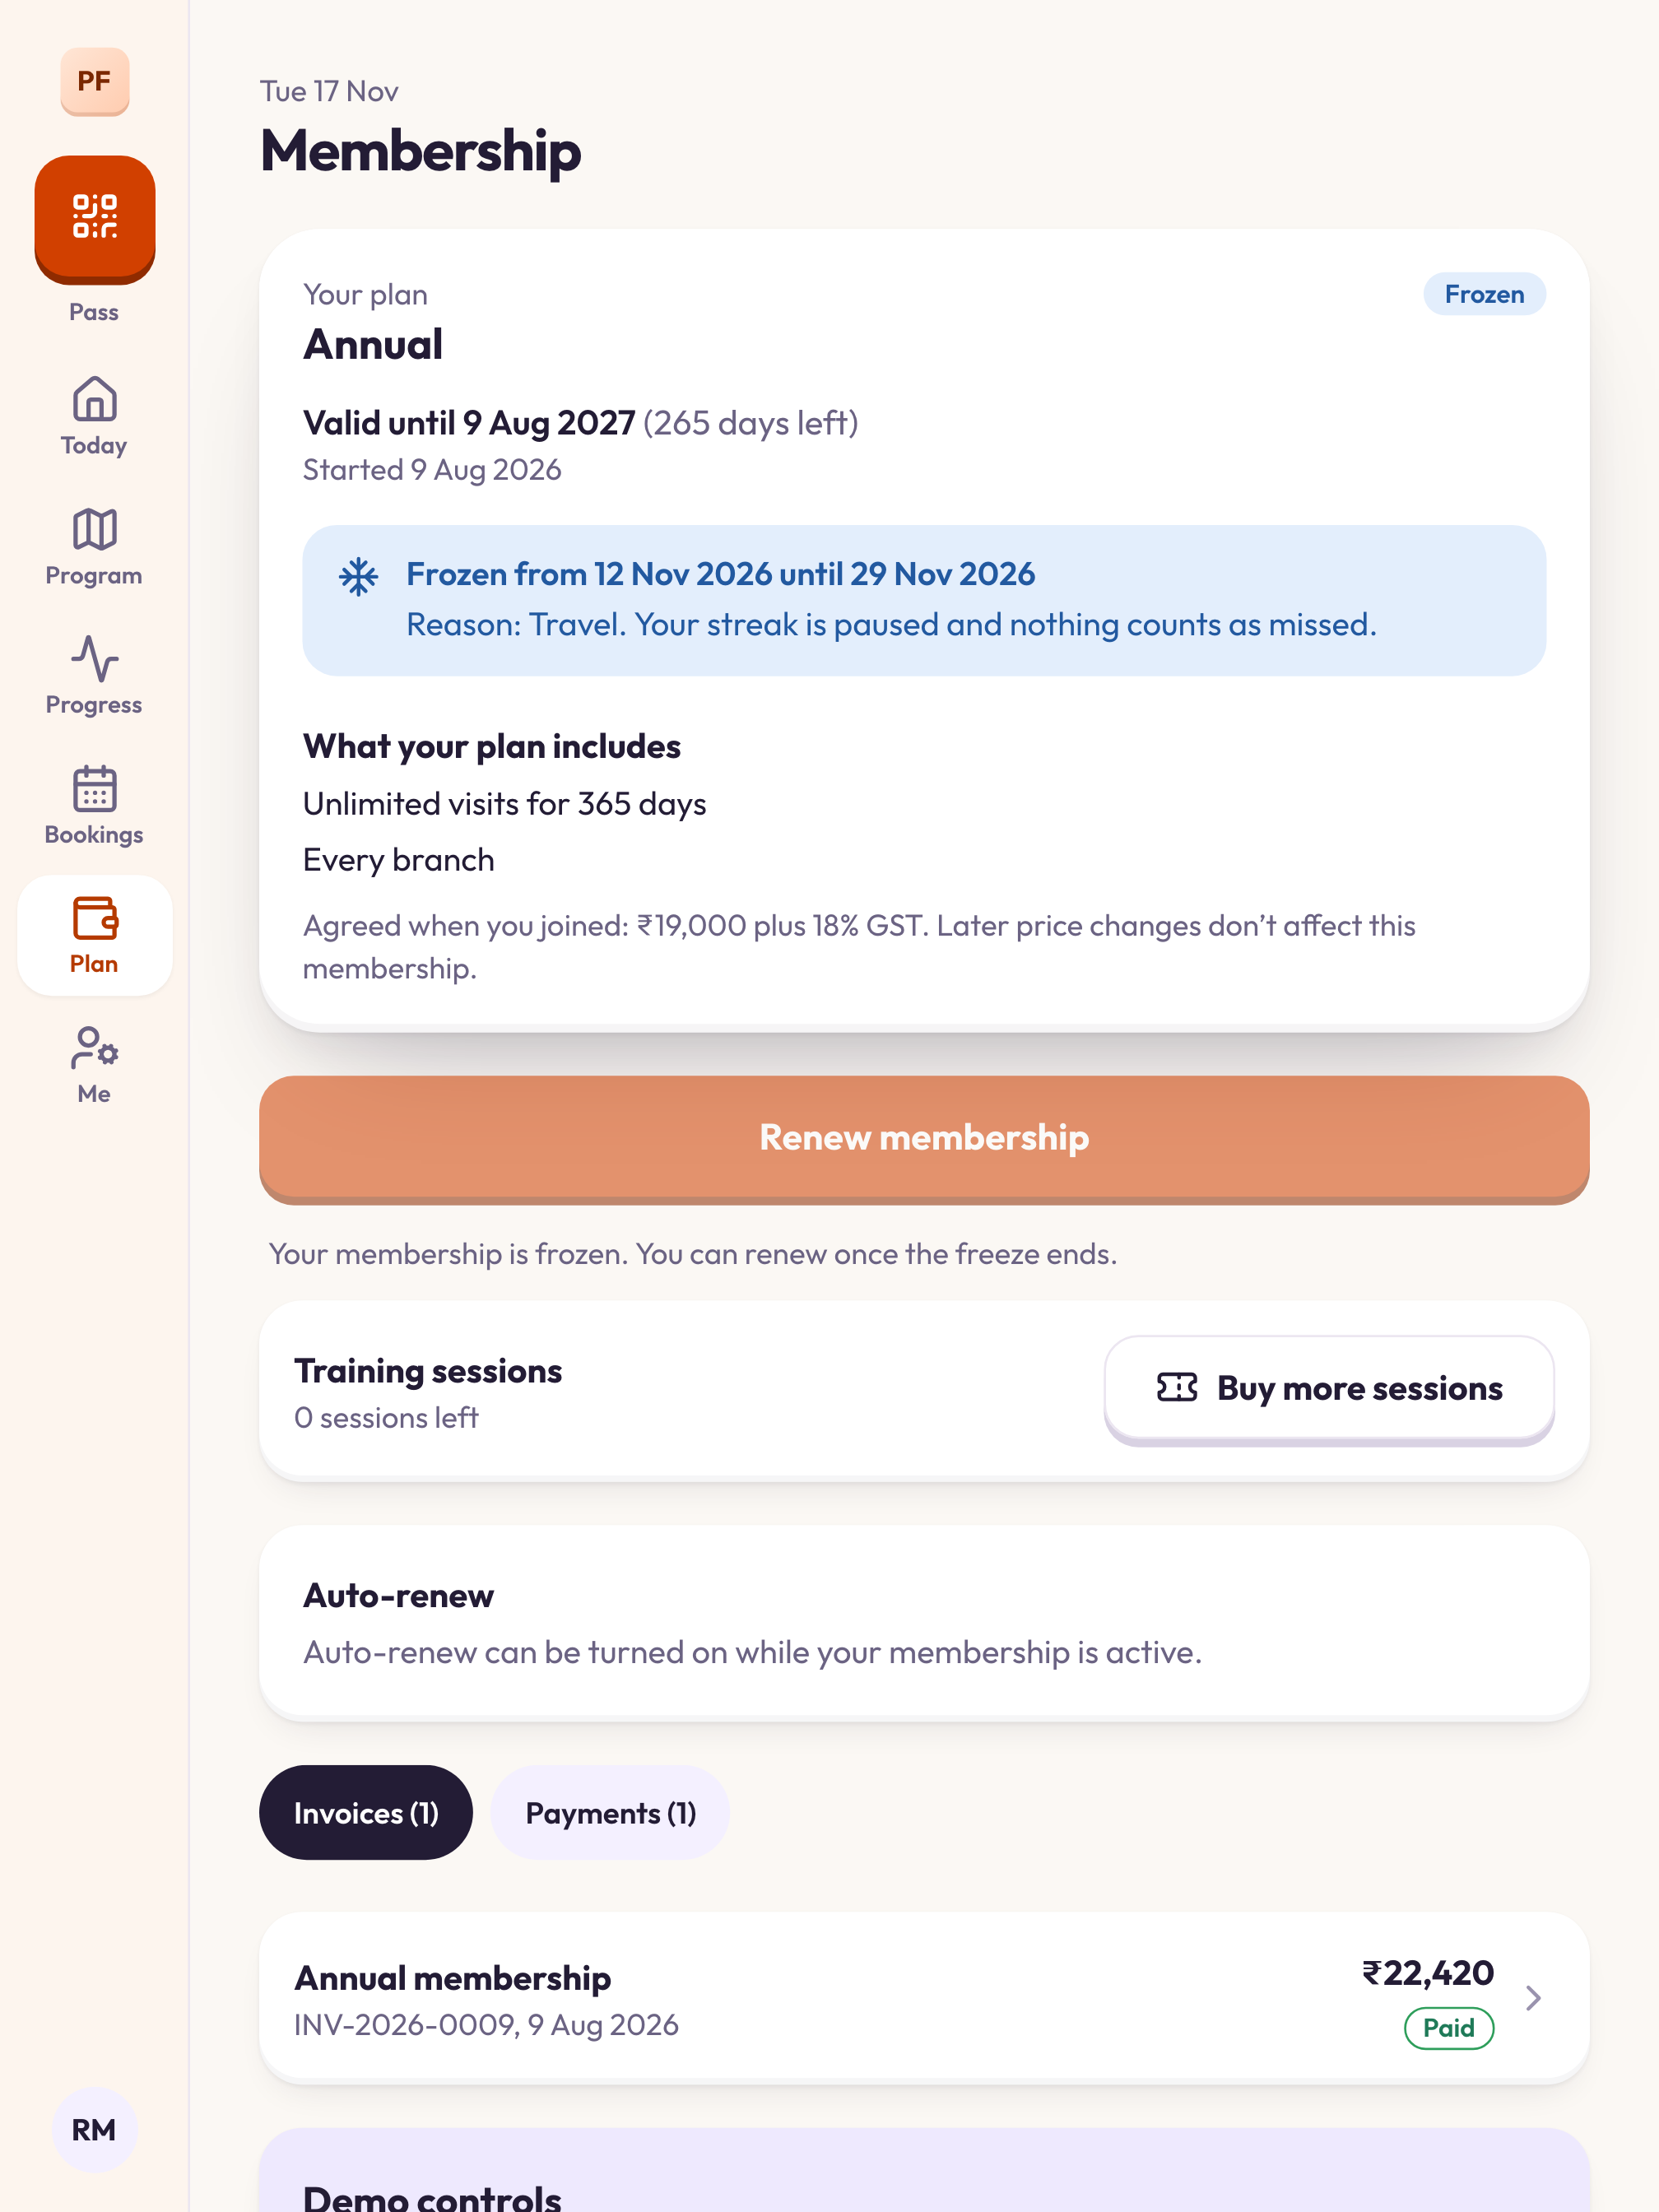 PF
Pass
Today
Program
Progress
Bookings
Plan
Me
RM
Tue 17 Nov
Membership
Your plan
Frozen
Annual
Valid until 9 Aug 2027 (265 days left)
Started 9 Aug 2026
Frozen from 12 Nov 2026 until 29 Nov 2026
Reason: Travel. Your streak is paused and nothing counts as missed.
What your plan includes
Unlimited visits for 365 days
Every branch
Agreed when you joined: ₹19,000 plus 18% GST. Later price changes don’t affect this
membership.
Renew membership
Your membership is frozen. You can renew once the freeze ends.
Training sessions
0 sessions left
Buy more sessions
Auto-renew
Auto-renew can be turned on while your membership is active.
Invoices (1)
Payments (1)
Annual membership
INV-2026-0009, 9 Aug 2026
₹22,420
Paid
Demo controls